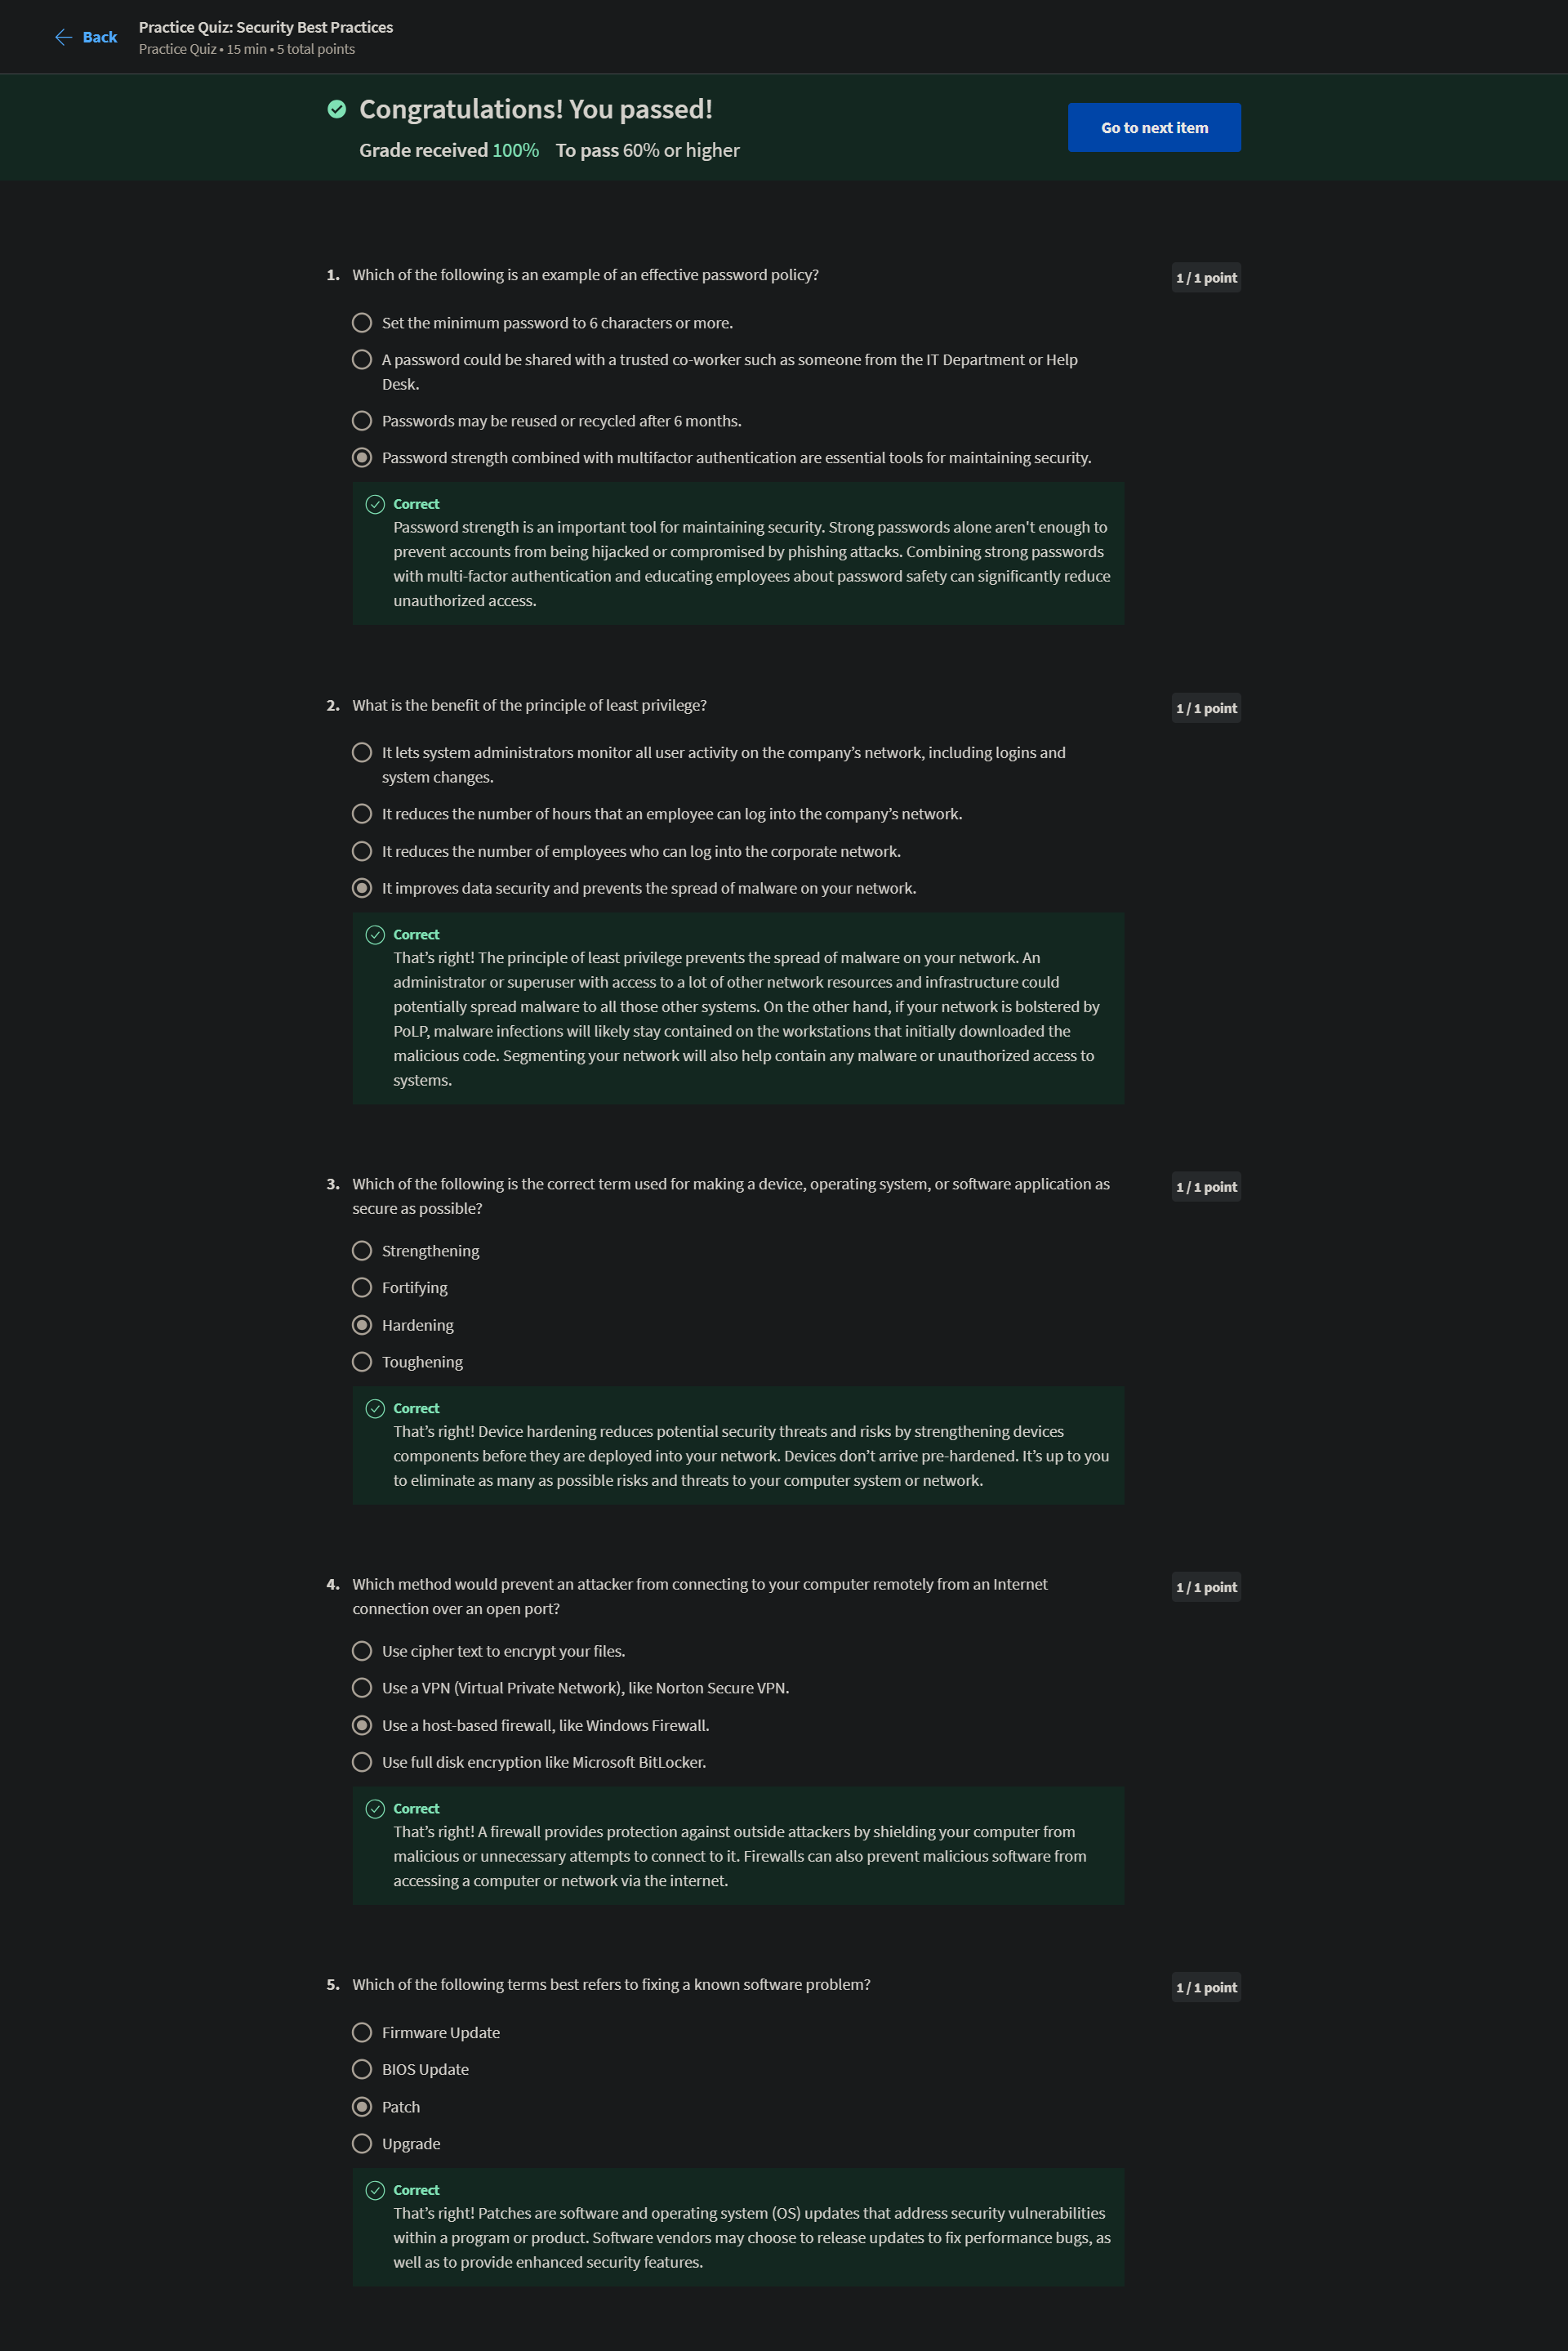 Back
Practice Quiz: Security Best Practices
Practice Quiz • 15 min • 5 total points
Congratulations! You passed!
Grade received 100% To pass 60% or higher
Go to next item
1. Which of the following is an example of an effective password policy?
1 / 1 point
Set the minimum password to 6 characters or more.
A password could be shared with a trusted co-worker such as someone from the IT Department or Help
Desk.
Passwords may be reused or recycled after 6 months.
Password strength combined with multifactor authentication are essential tools for maintaining security.
Correct
Password strength is an important tool for maintaining security. Strong passwords alone aren't enough to
prevent accounts from being hijacked or compromised by phishing attacks. Combining strong passwords
with multi-factor authentication and educating employees about password safety can significantly reduce
unauthorized access.
2. What is the benefit of the principle of least privilege?
1 / 1 point
It lets system administrators monitor all user activity on the company’s network, including logins and
system changes.
It reduces the number of hours that an employee can log into the company’s network.
It reduces the number of employees who can log into the corporate network.
It improves data security and prevents the spread of malware on your network.
Correct
That’s right! The principle of least privilege prevents the spread of malware on your network. An
administrator or superuser with access to a lot of other network resources and infrastructure could
potentially spread malware to all those other systems. On the other hand, if your network is bolstered by
PoLP, malware infections will likely stay contained on the workstations that initially downloaded the
malicious code. Segmenting your network will also help contain any malware or unauthorized access to
systems.
3. Which of the following is the correct term used for making a device, operating system, or software application as
secure as possible?
1 / 1 point
Strengthening
Fortifying
Hardening
Toughening
Correct
That’s right! Device hardening reduces potential security threats and risks by strengthening devices
components before they are deployed into your network. Devices don’t arrive pre-hardened. It’s up to you
to eliminate as many as possible risks and threats to your computer system or network.
4. Which method would prevent an attacker from connecting to your computer remotely from an Internet
connection over an open port?
1 / 1 point
Use cipher text to encrypt your files.
Use a VPN (Virtual Private Network), like Norton Secure VPN.
Use a host-based firewall, like Windows Firewall.
Use full disk encryption like Microsoft BitLocker.
Correct
That’s right! A firewall provides protection against outside attackers by shielding your computer from
malicious or unnecessary attempts to connect to it. Firewalls can also prevent malicious software from
accessing a computer or network via the internet.
5. Which of the following terms best refers to fixing a known software problem?
1 / 1 point
Firmware Update
BIOS Update
Patch
Upgrade
Correct
That’s right! Patches are software and operating system (OS) updates that address security vulnerabilities
within a program or product. Software vendors may choose to release updates to fix performance bugs, as
well as to provide enhanced security features.